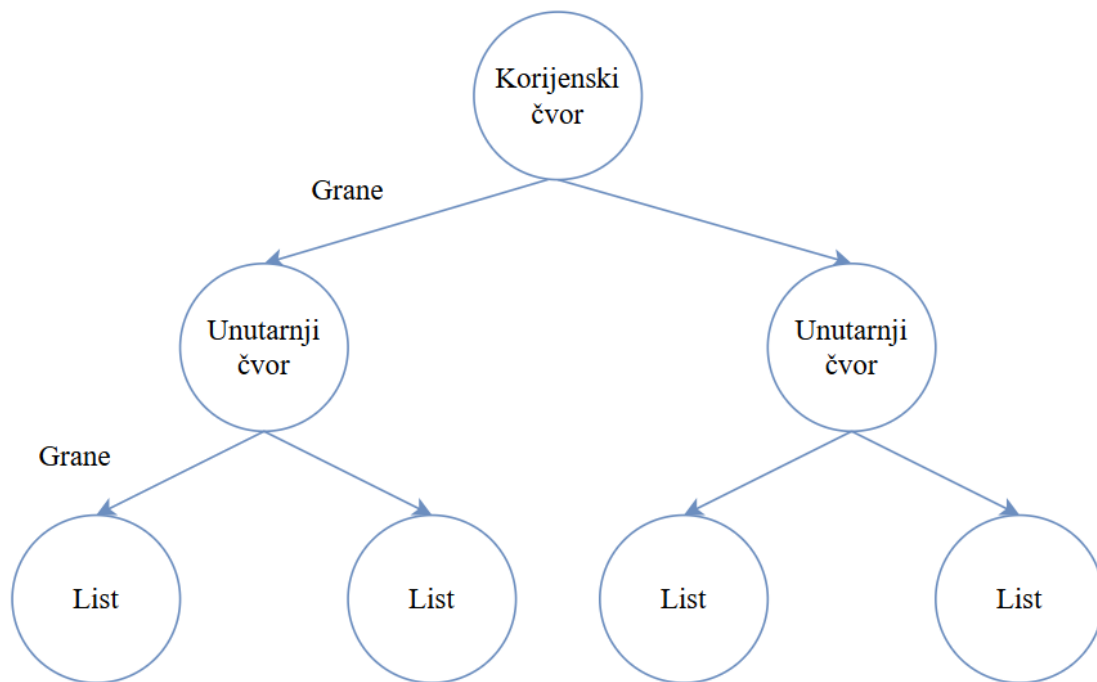 Korijenski
čvor
Grane
Unutarnji
čvor
Unutarnji
čvor
Grane
List
List
List
List